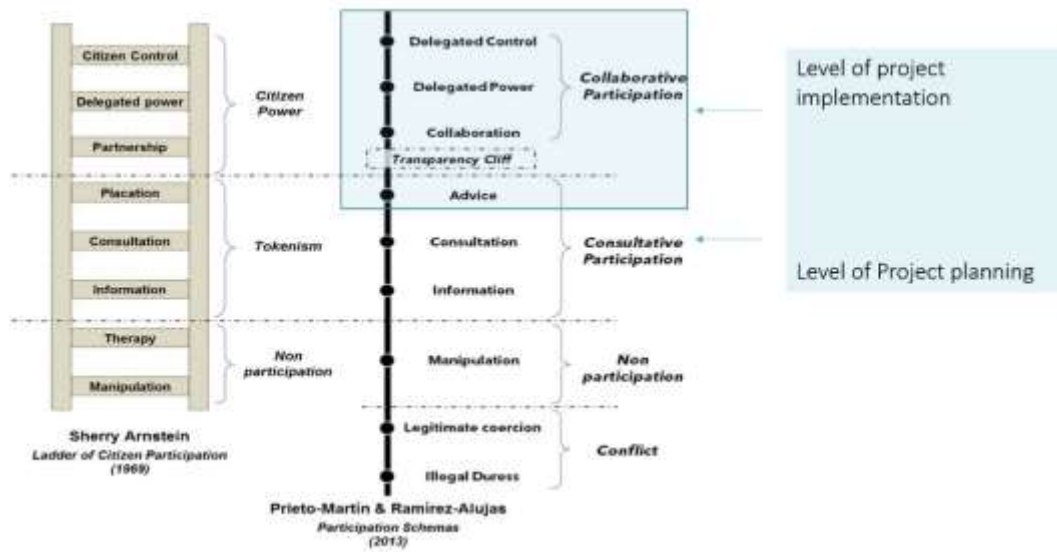 Citizen Control
Delegated power
Partnership
Placation
Consultation
Information
Therapy
Manipulation
Citizen
Power
Tokenism
Non
participation
Sherry Arnstein
Ladder of Citizen Participation
(1969)
Delegated Control
Delegated Power
Collaboration
Transparency Cliff
Advice
Consultation
Information
Manipulation
Legitimate coercion
Illegal Duress
Collaborative
Participation
Consultative
Participation
Non
participation
Conflict
Prieto-Martin & Ramirez-Alujas
Participation Schemas
(2013)
Level of project
implementation
Level of Project planning